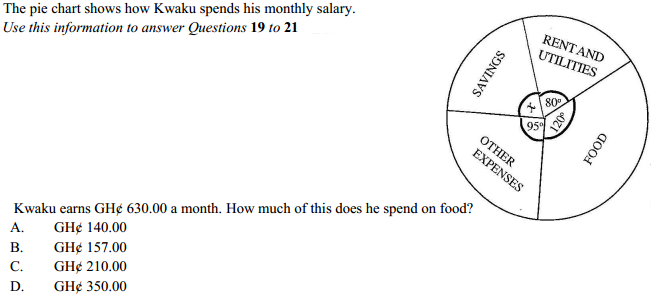 The pie chart shows how Kwaku spends his monthly salary.
Use this information to answer Questions 19 to 21
RENT AND
UTILITIES
SAVINGS
80°
x
95°
120°
OTHER
EXPENSES
FOOD
Kwaku earns GH¢ 630.00 a month. How much of this does he spend on food?
A. GH¢ 140.00
B. GH¢ 157.00
C. GH¢ 210.00
D. GH¢ 350.00